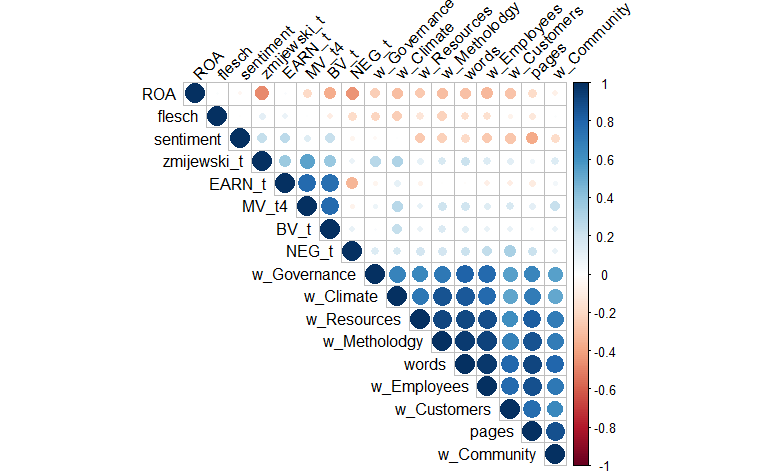 ROA
flesch
sentiment
zmijewski_t
EARN_t
MV_t4
BV_t
NEG_t
w_Governance
w_Climate
w_Resources
w_Metholodgy
words
w_Employees
w_Customers
pages
w_Community
ROA
flesch
sentiment
zmijewski_t
EARN_t
MV_t4
BV_t
NEG_t
w_Governance
w_Climate
w_Resources
w_Metholodgy
words
w_Employees
w_Customers
pages
w_Community
1
0.8
0.6
0.4
0.2
0
-0.2
-0.4
-0.6
-0.8
-1